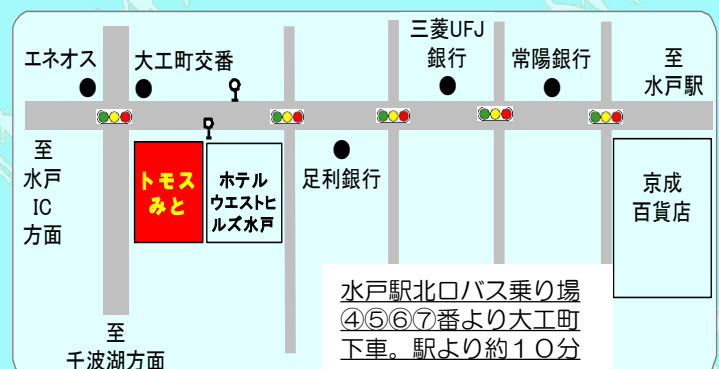 エネオス
大工町交番
三菱UFJ
銀行
常陽銀行
至
水戸駅
至
水戸
IC
方面
トモス
みと
ホテル
ウエストヒ
ルズ水戸
足利銀行
京成
百貨店
水戸駅北口バス乗り場
④⑤⑥⑦番より大工町
下車。駅より約１０分
至
千波湖方面